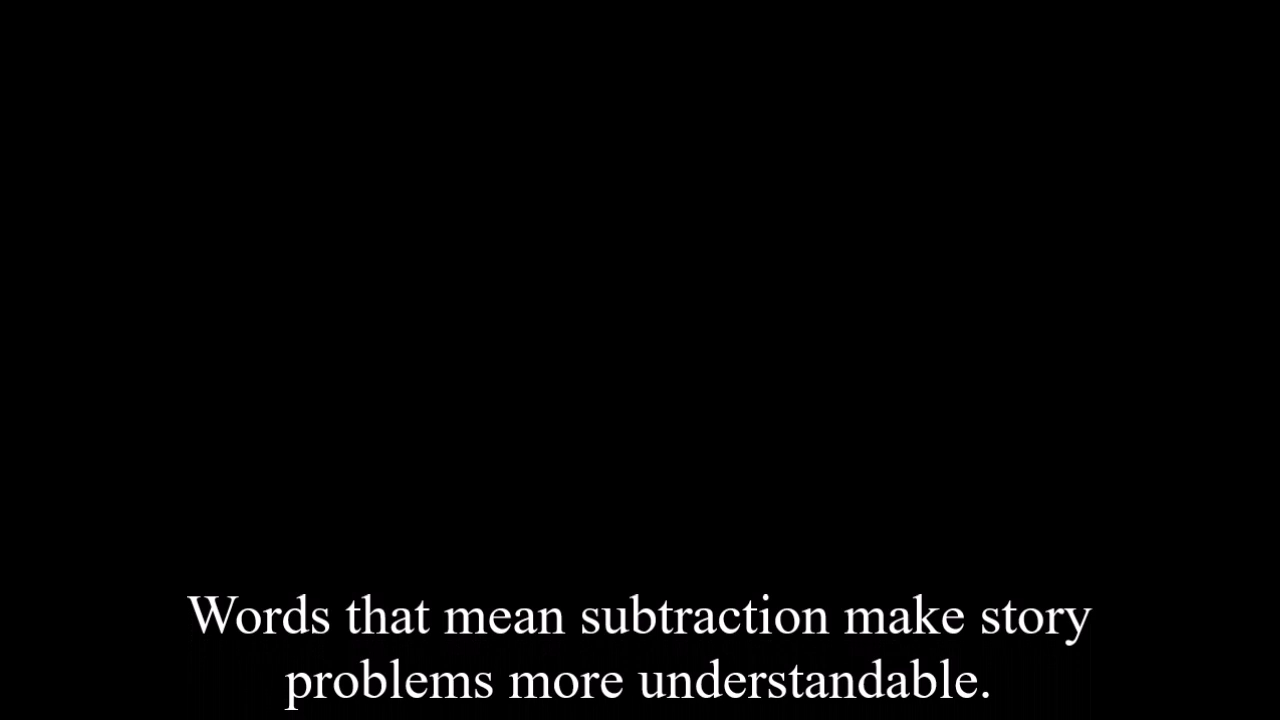 Words that mean subtraction make story
problems more understandable.